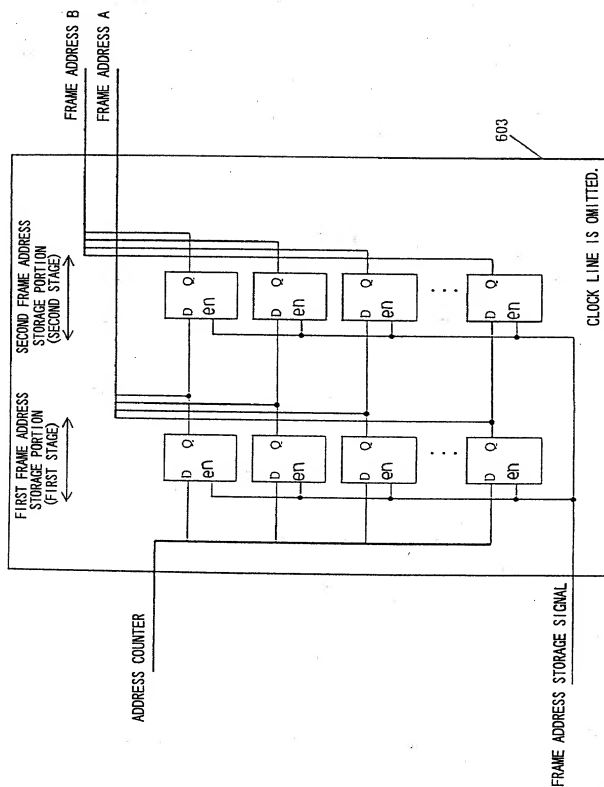 FRAME ADDRESS B
FRAME ADDRESS A
603
SECOND FRAME ADDRESS
STORAGE PORTION
(SECOND STAGE)
FIRST FRAME ADDRESS
STORAGE PORTION
(FIRST STAGE)
D Q
en
D Q
en
D Q
en
...
D Q
en
D Q
en
D Q
en
D Q
en
...
D Q
en
CLOCK LINE IS OMITTED.
ADDRESS COUNTER
FRAME ADDRESS STORAGE SIGNAL